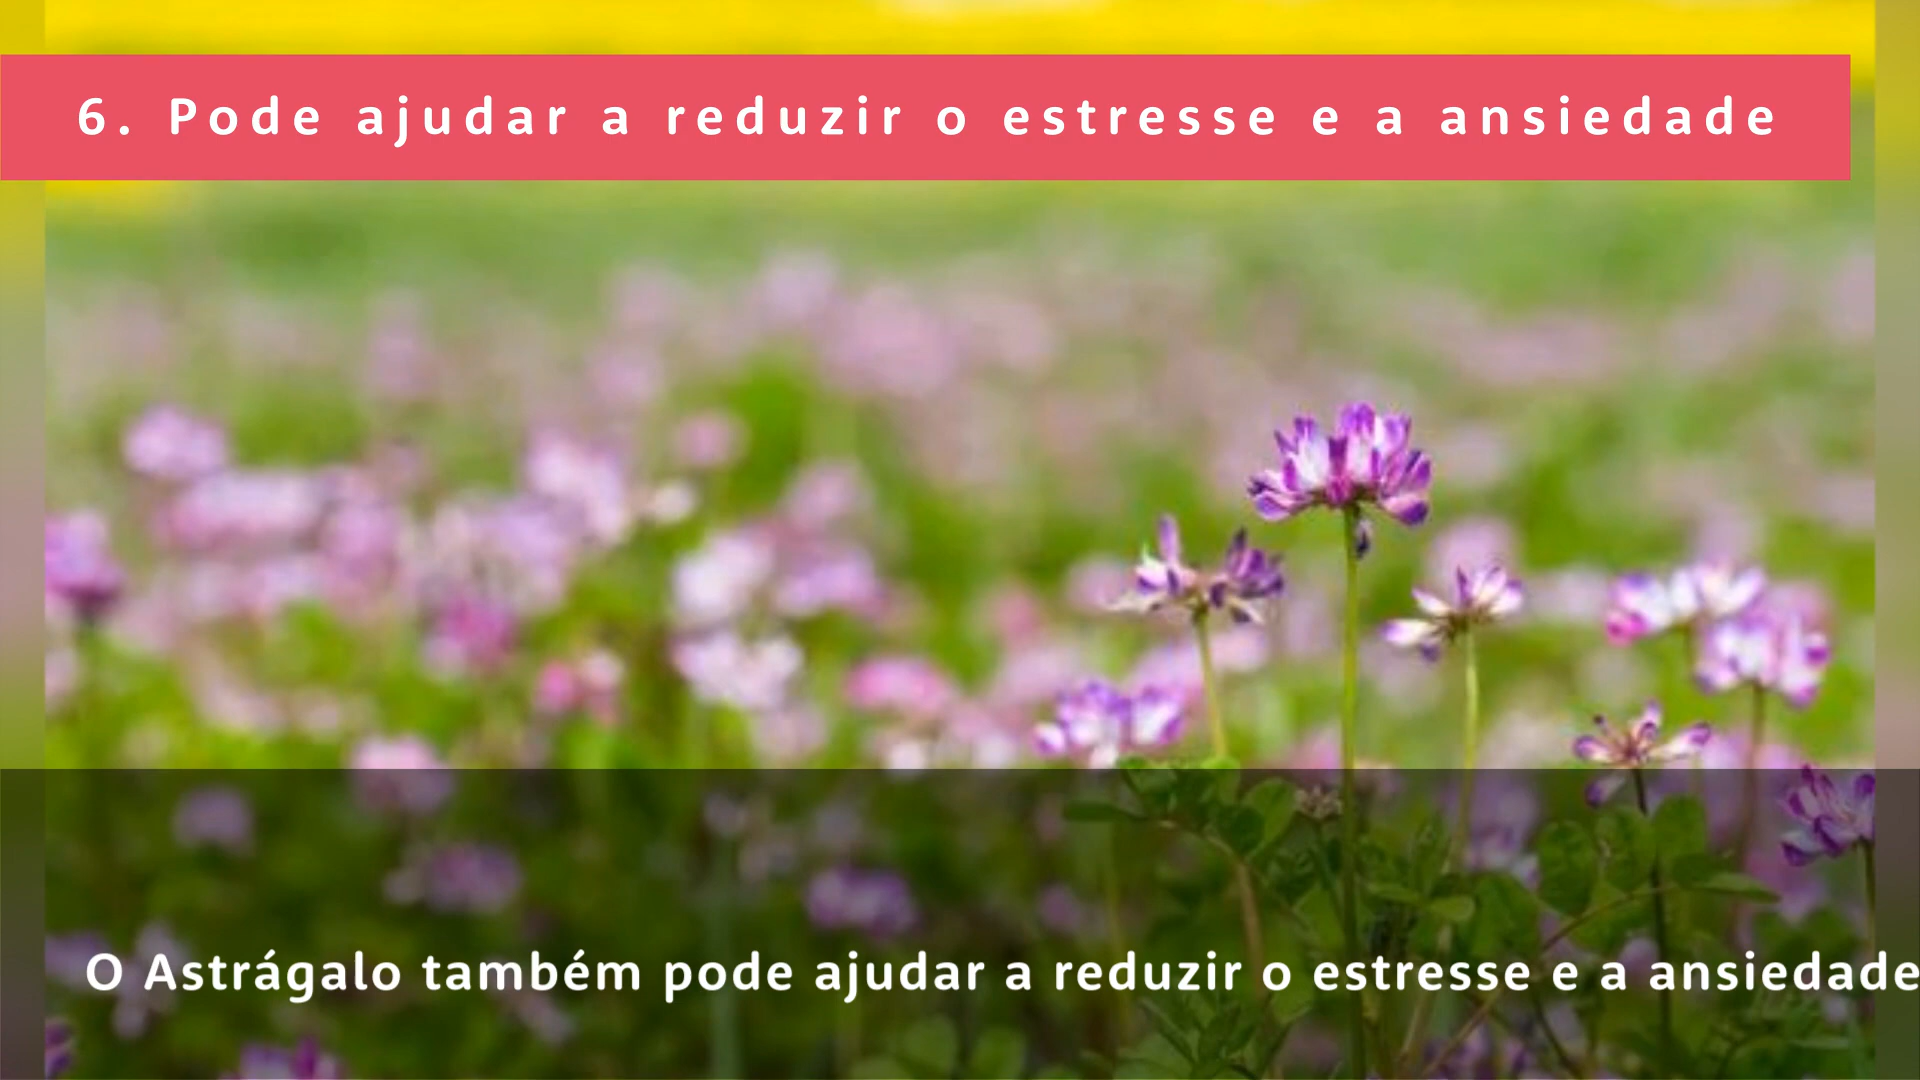 6. Pode ajudar a reduzir o estresse e a ansiedade
O Astrágalo também pode ajudar a reduzir o estresse e a ansiedade